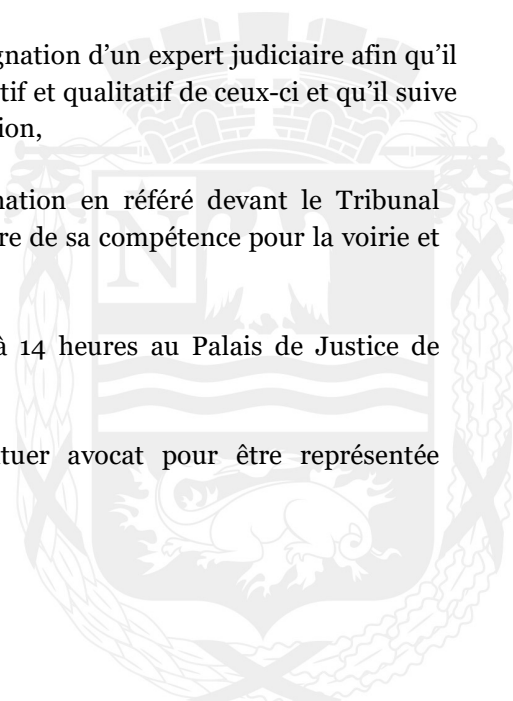 gnation d’un expert judiciaire afin qu’il
tif et qualitatif de ceux-ci et qu’il suive
ion,
nation en référé devant le Tribunal
re de sa compétence pour la voirie et
à 14 heures au Palais de Justice de
tuer avocat pour être représentée
N